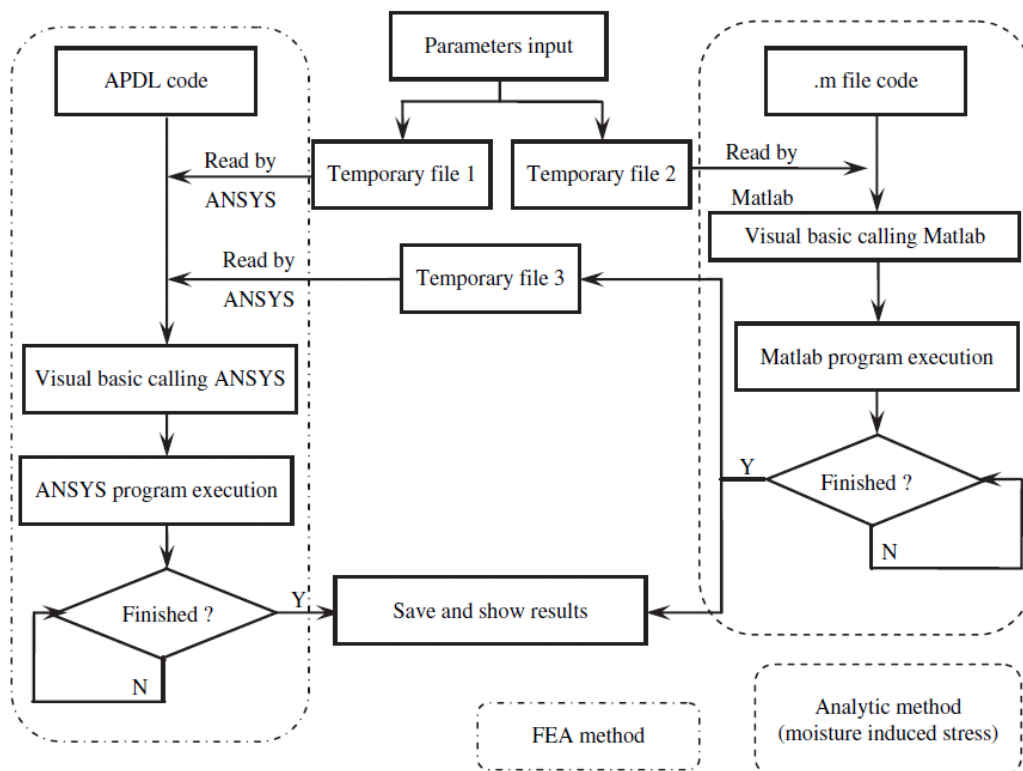 Parameters input
APDL code
.m file code
Read by
ANSYS
Temporary file 1
Temporary file 2
Read by
Matlab
Visual basic calling Matlab
Read by
ANSYS
Temporary file 3
Matlab program execution
Visual basic calling ANSYS
ANSYS program execution
Y
Finished ?
N
Finished ?
Y
N
Save and show results
FEA method
Analytic method
(moisture induced stress)